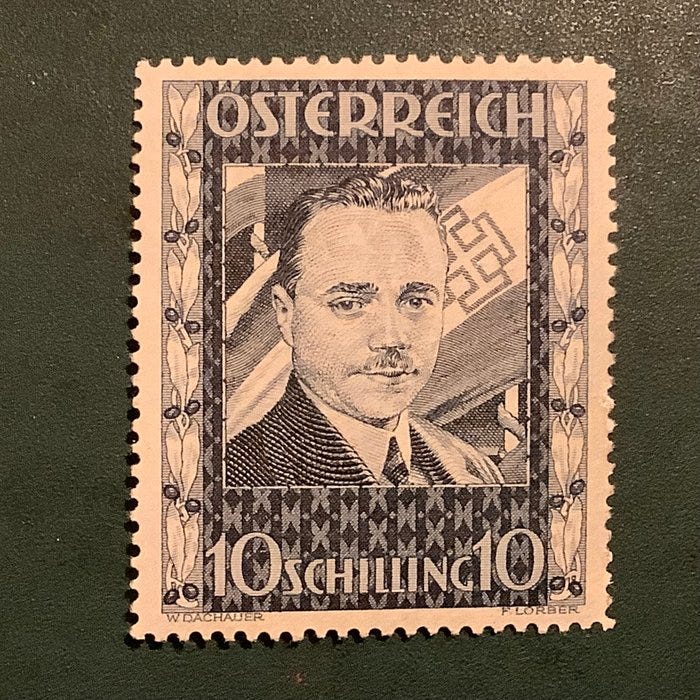 ÖSTERREICH
10 SCHILLING 10
W. DACHAUER F. LORBER